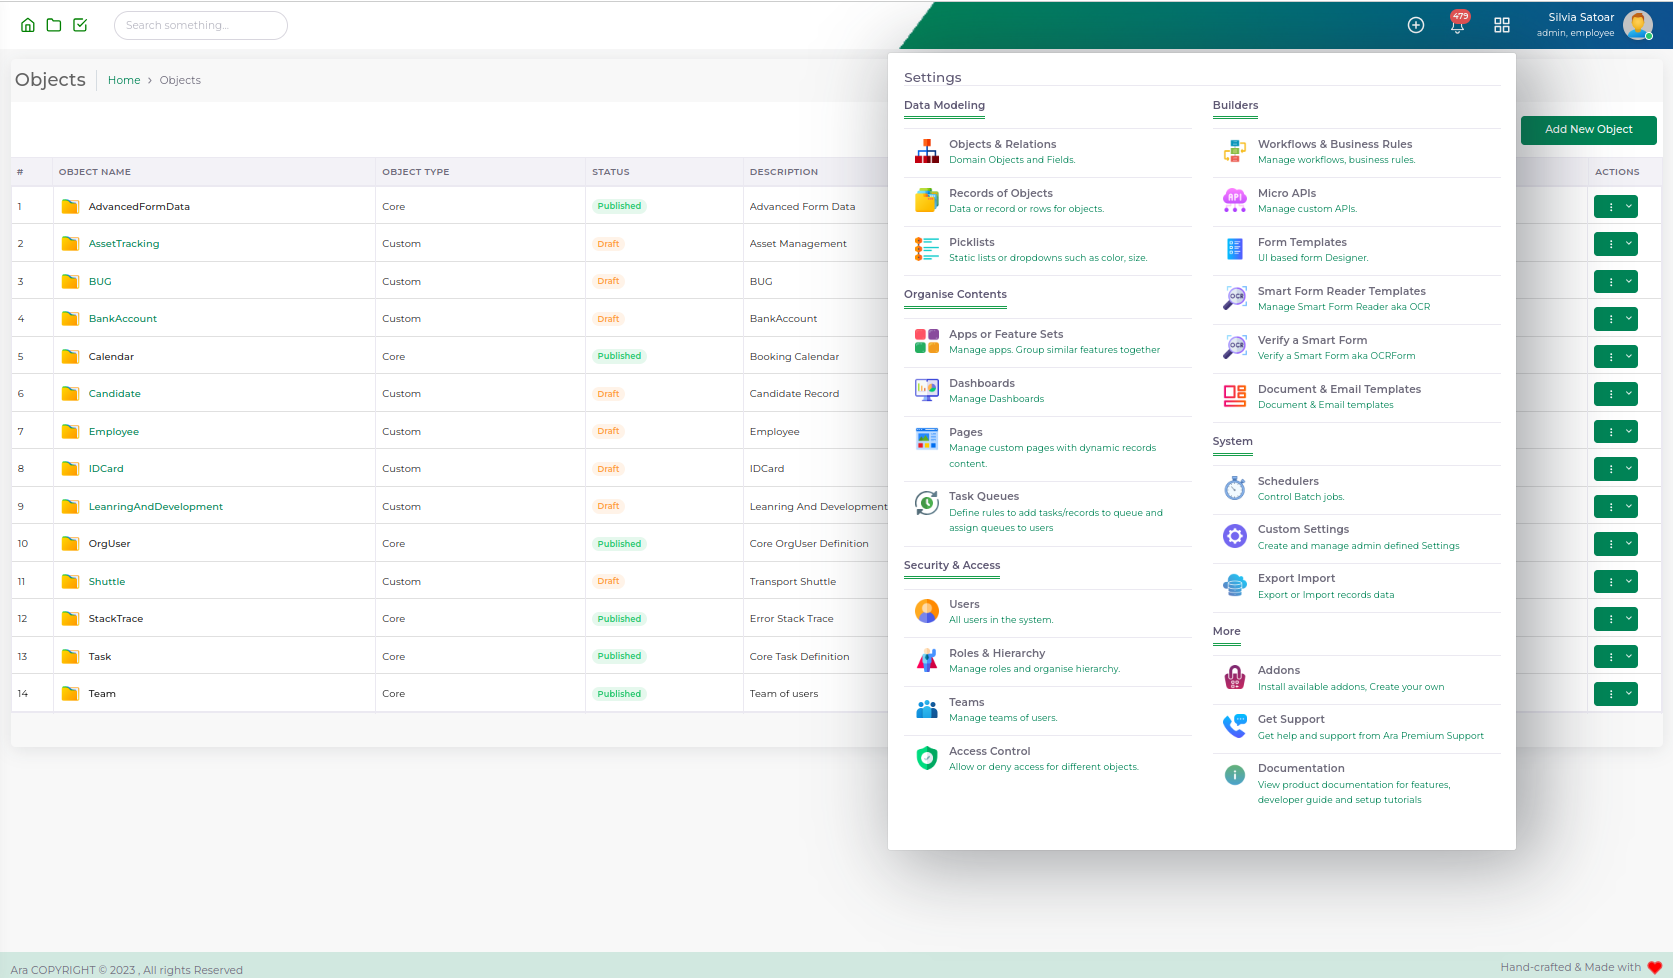 Search something...
479
Silvia Satoar
admin, employee
Objects
Home › Objects
Add New Object
# OBJECT NAME OBJECT TYPE STATUS DESCRIPTION ACTIONS
1 AdvancedFormData Core Published Advanced Form Data
2 AssetTracking Custom Draft Asset Management
3 BUG Custom Draft BUG
4 BankAccount Custom Draft BankAccount
5 Calendar Core Published Booking Calendar
6 Candidate Custom Draft Candidate Record
7 Employee Custom Draft Employee
8 IDCard Custom Draft IDCard
9 LeanringAndDevelopment Custom Draft Leanring And Development
10 OrgUser Core Published Core OrgUser Definition
11 Shuttle Custom Draft Transport Shuttle
12 StackTrace Core Published Error Stack Trace
13 Task Core Published Core Task Definition
14 Team Core Published Team of users
Settings
Data Modeling
Objects & Relations
Domain Objects and Fields.
Records of Objects
Data or record or rows for objects.
Picklists
Static lists or dropdowns such as color, size.
Organise Contents
Apps or Feature Sets
Manage apps. Group similar features together
Dashboards
Manage Dashboards
Pages
Manage custom pages with dynamic records
content.
Task Queues
Define rules to add tasks/records to queue and
assign queues to users
Security & Access
Users
All users in the system.
Roles & Hierarchy
Manage roles and organise hierarchy.
Teams
Manage teams of users.
Access Control
Allow or deny access for different objects.
Builders
Workflows & Business Rules
Manage workflows, business rules.
API
Micro APIs
Manage custom APIs.
Form Templates
UI based form Designer.
OCR
Smart Form Reader Templates
Manage Smart Form Reader aka OCR
OCR
Verify a Smart Form
Verify a Smart Form aka OCRForm
Document & Email Templates
Document & Email templates
System
Schedulers
Control Batch jobs.
Custom Settings
Create and manage admin defined Settings
Export Import
Export or Import records data
More
Addons
Install available addons, Create your own
Get Support
Get help and support from Ara Premium Support
Documentation
View product documentation for features,
developer guide and setup tutorials
Ara COPYRIGHT © 2023 , All rights Reserved
Hand-crafted & Made with